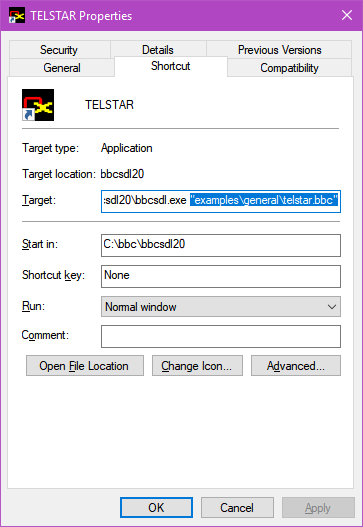 TELSTAR Properties
Security Details Previous Versions
General Shortcut Compatibility
TELSTAR
Target type: Application
Target location: bbcsdl20
Target: :sdl20\bbcsdl.exe "examples\general\telstar.bbc"
Start in: C:\bbc\bbcsdl20
Shortcut key: None
Run: Normal window
Comment:
Open File Location Change Icon... Advanced...
OK Cancel Apply